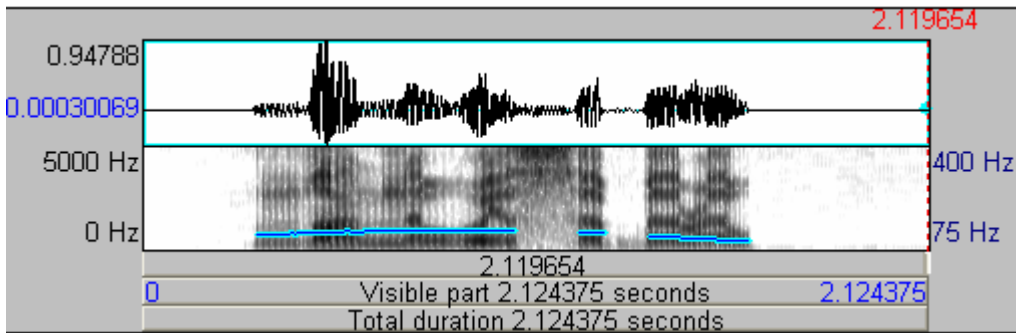 2.119654
0.94788
0.00030069
5000 Hz 400 Hz
0 Hz 75 Hz
2.119654
0 Visible part 2.124375 seconds 2.124375
Total duration 2.124375 seconds